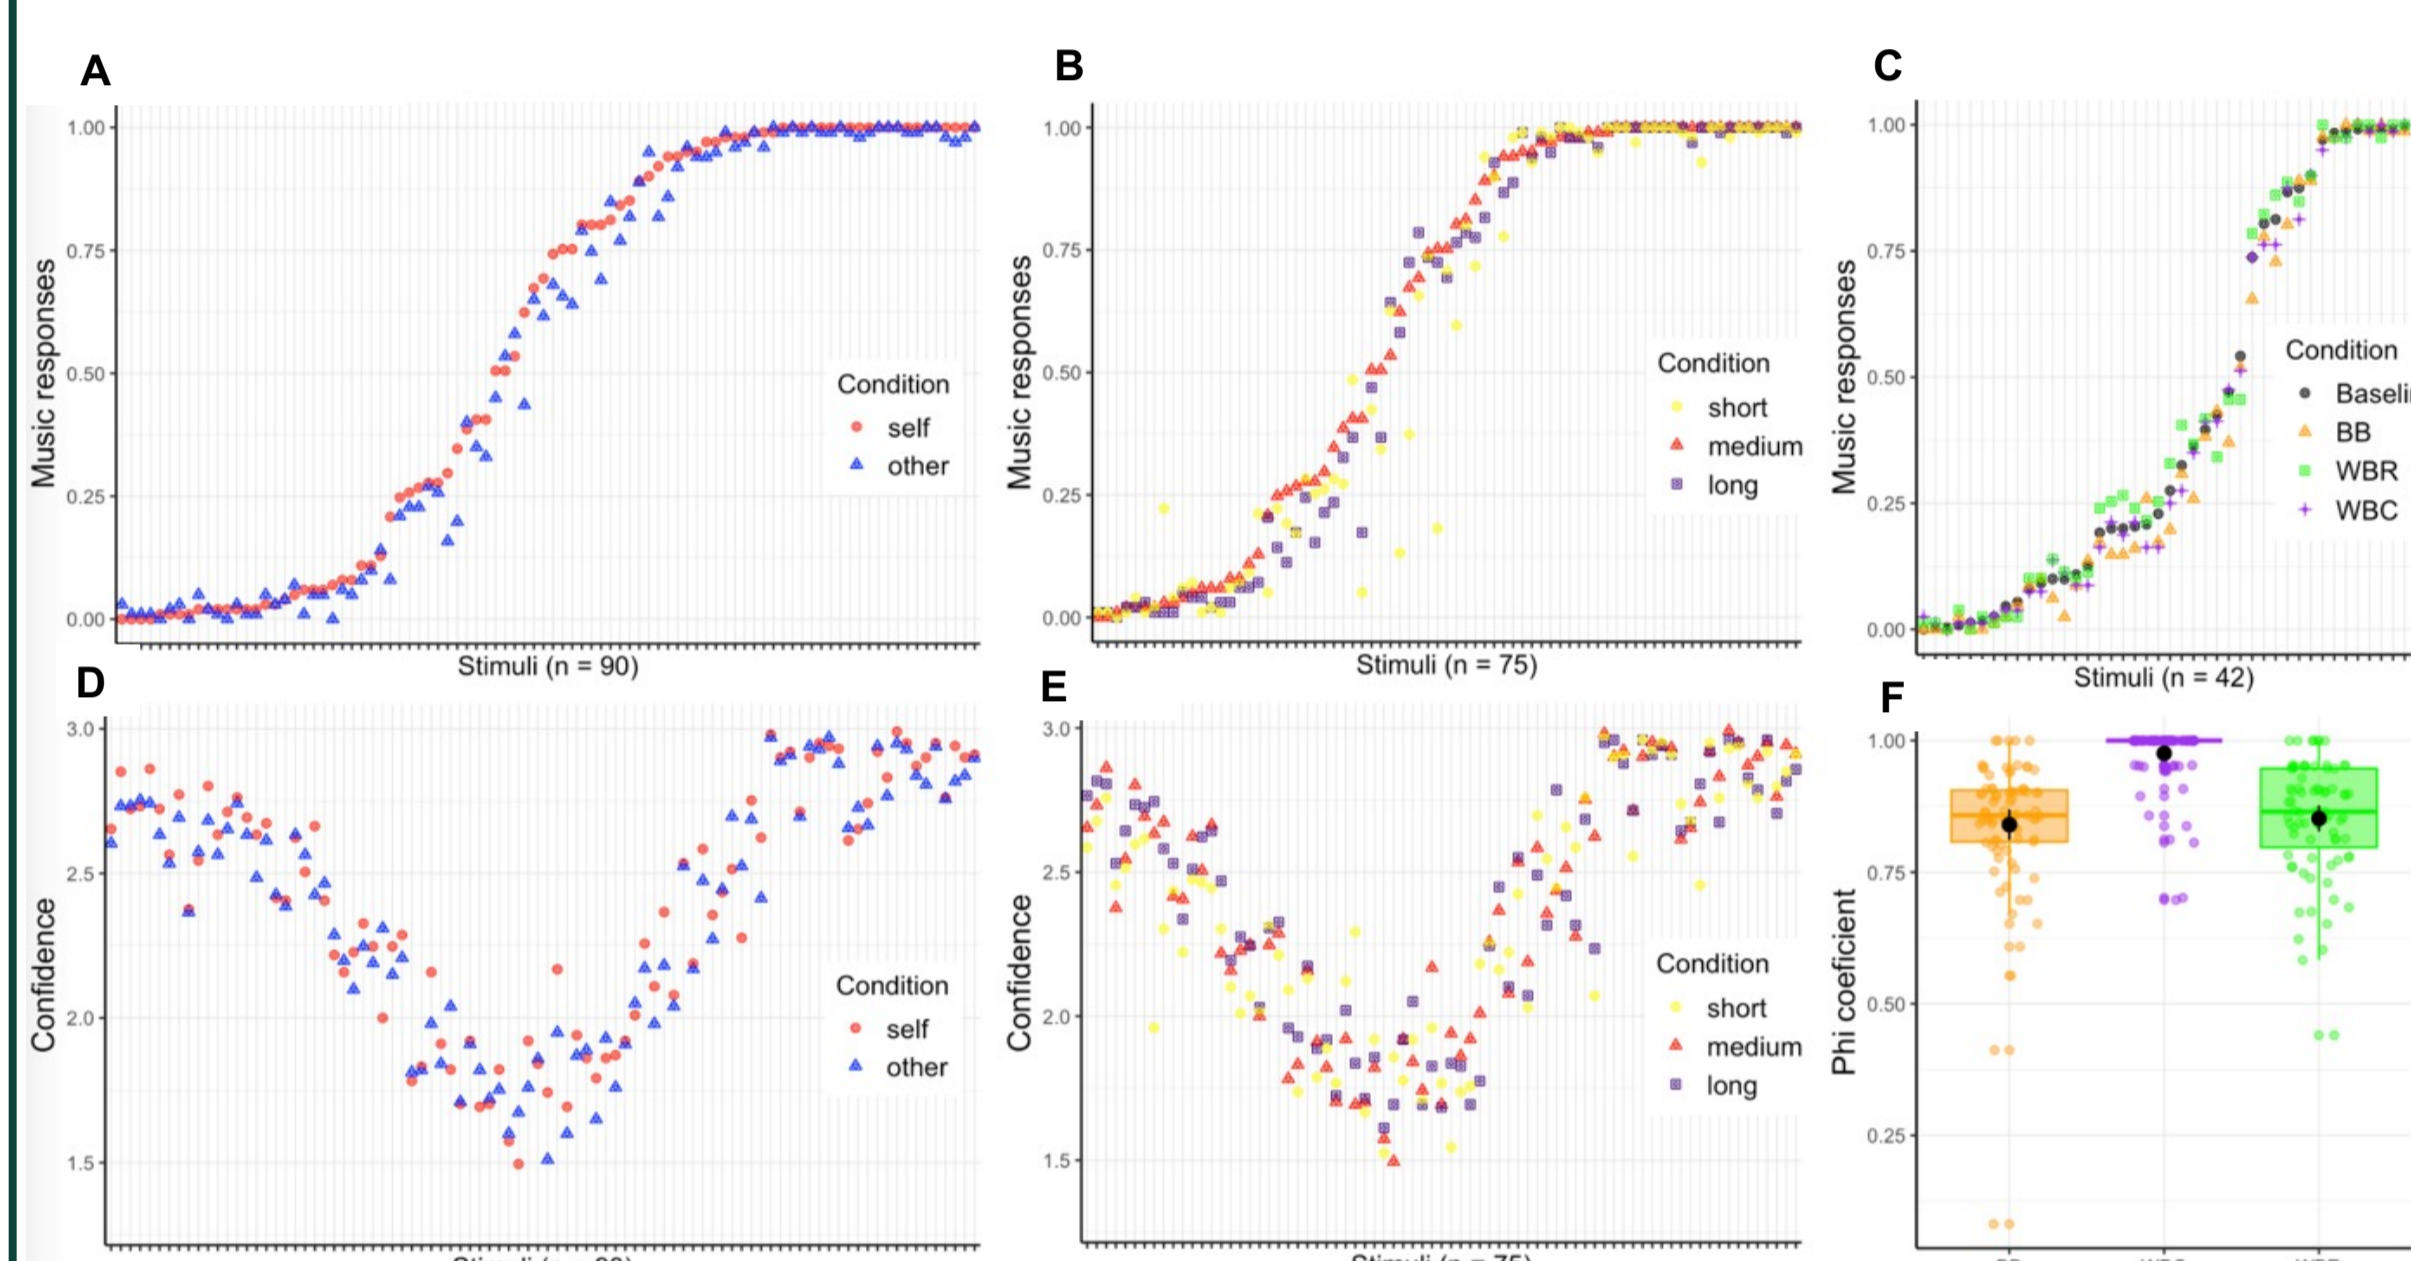 A
1.00
0.75
0.50
0.25
0.00
Music responses
Condition
self
other
Stimuli (n = 90)
B
1.00
0.75
0.50
0.25
0.00
Music responses
Condition
short
medium
long
Stimuli (n = 75)
C
1.00
0.75
0.50
0.25
0.00
Music responses
Condition
Baseli
BB
WBR
WBC
Stimuli (n = 42)
D
3.0
2.5
2.0
1.5
Confidence
Condition
self
other
E
3.0
2.5
2.0
1.5
Confidence
Condition
short
medium
long
Stimuli (n = 75)
F
1.00
0.75
0.50
0.25
Phi coeficient